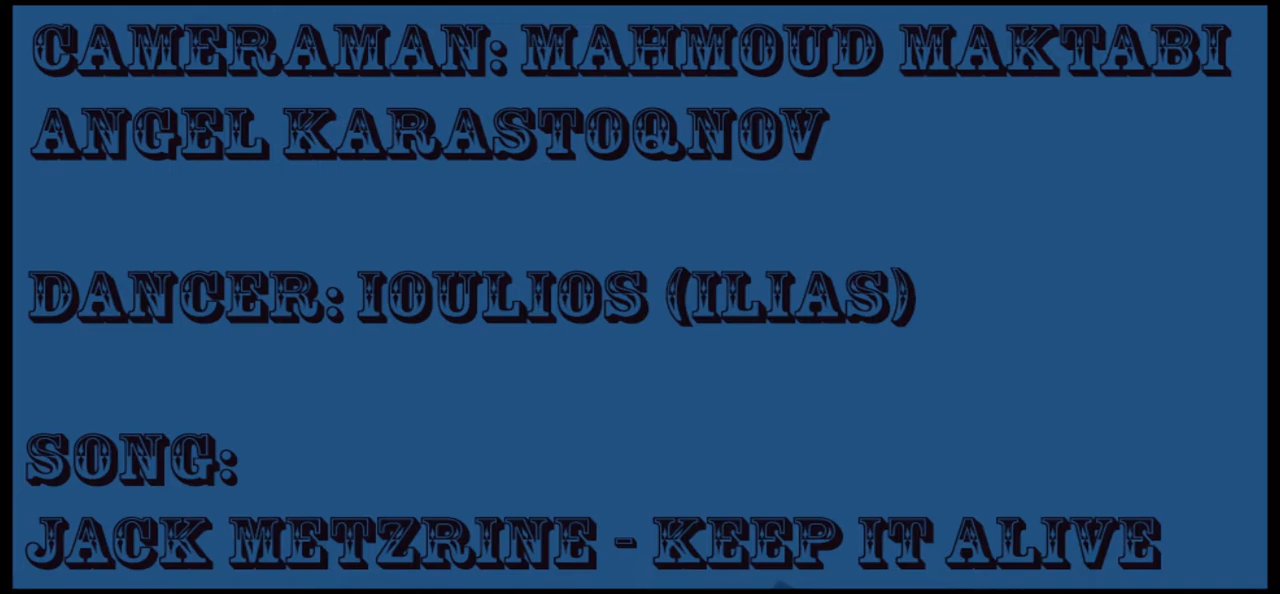 CAMERAMAN: MAHMOUD MAKTABI
ANGEL KARASTOQNOV
DANCER: IOULIOS (ILIAS)
SONG:
JACK METZRINE - KEEP IT ALIVE